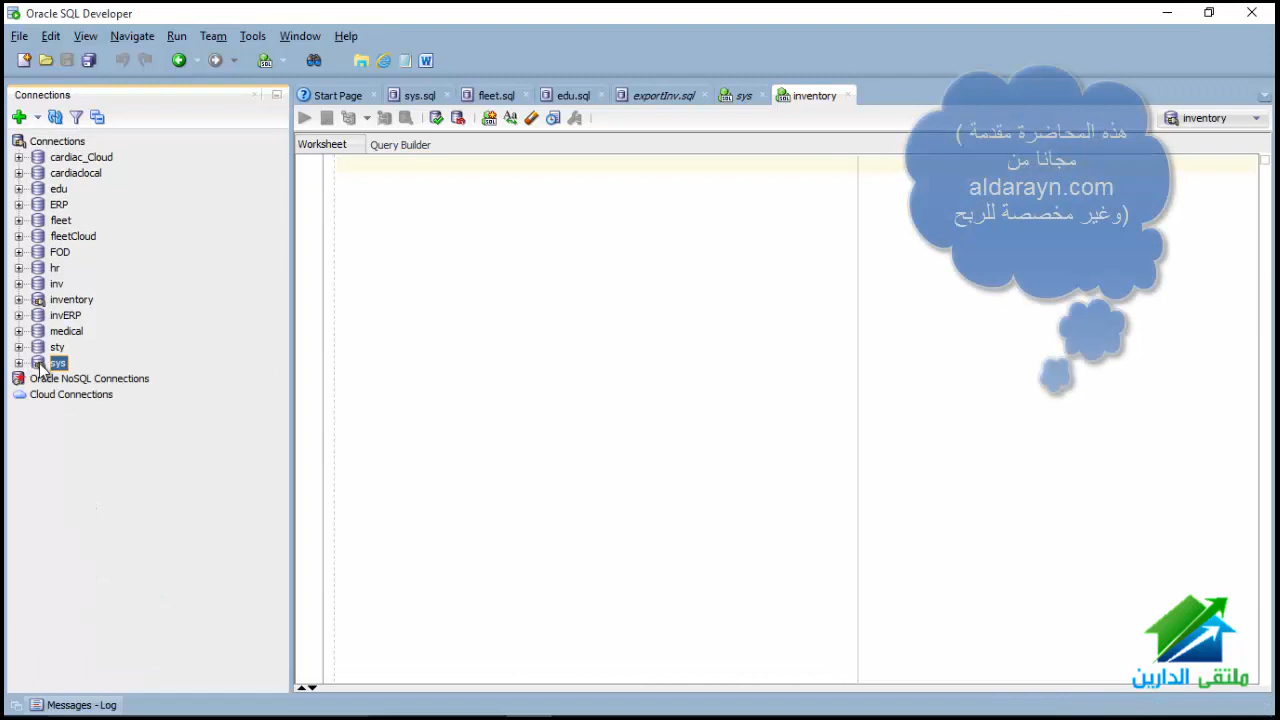 Oracle SQL Developer
File Edit View Navigate Run Team Tools Window Help
Connections
Start Page sys.sql fleet.sql edu.sql exportInv.sql sys inventory
inventory
Worksheet Query Builder
Connections
cardiac_Cloud
cardiaclocal
edu
ERP
fleet
fleetCloud
FOD
hr
inv
inventory
invERP
medical
sty
sys
Oracle NoSQL Connections
Cloud Connections
( هذه المحاضرة مقدمة
مجانا من
aldarayn.com
وغير مخصصة للربح)
ملتقى الدارين
Messages - Log